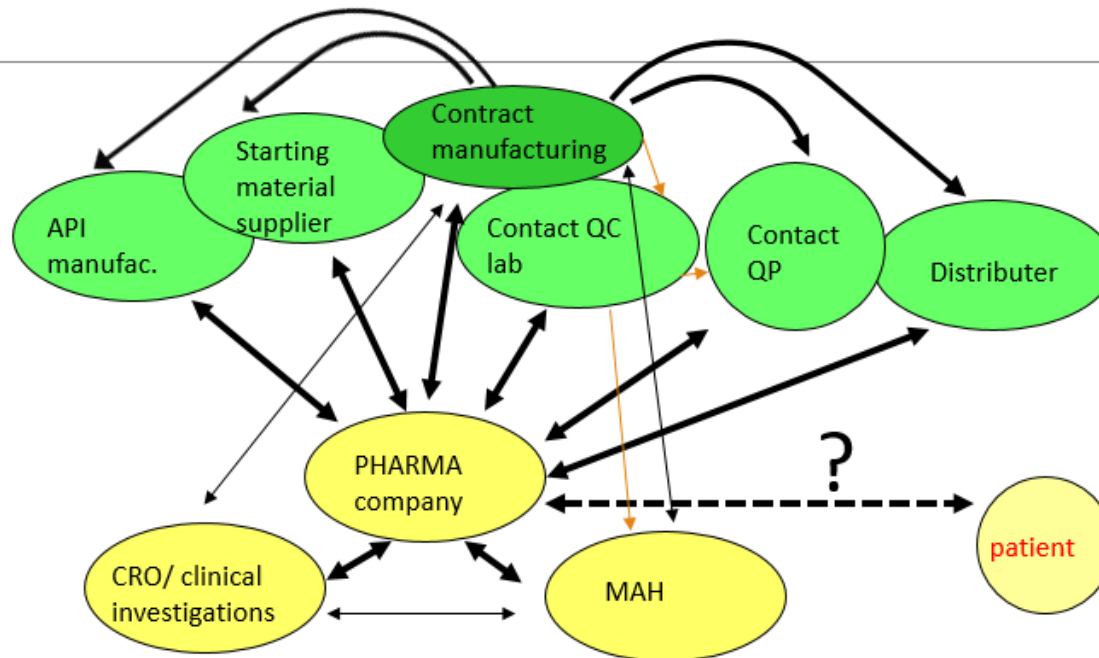 Contract
manufacturing
Starting
material
supplier
API
manufac.
Contact QC
lab
Contact
QP
Distributer
?
PHARMA
company
patient
CRO/ clinical
investigations
MAH